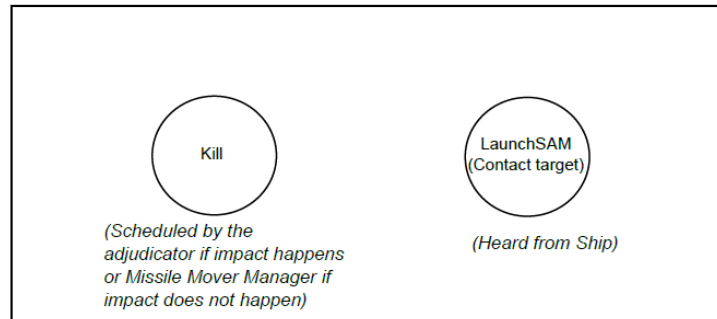 Kill
LaunchSAM
(Contact target)
(Scheduled by the
adjudicator if impact happens
or Missile Mover Manager if
impact does not happen)
(Heard from Ship)